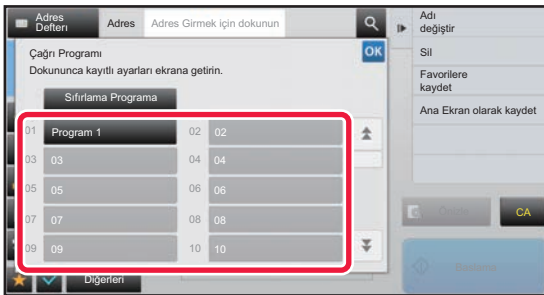 Adres
Defteri
Adres
Adres Girmek için dokunun
Çağrı Programı
OK
Dokununca kayıtlı ayarları ekrana getirin.
Sıfırlama Programa
01 Program 1
02 02
03 03
04 04
05 05
06 06
07 07
08 08
09 09
10 10
Diğerleri
Adı
değiştir
Sil
Favorilere
kaydet
Ana Ekran olarak kaydet
CA